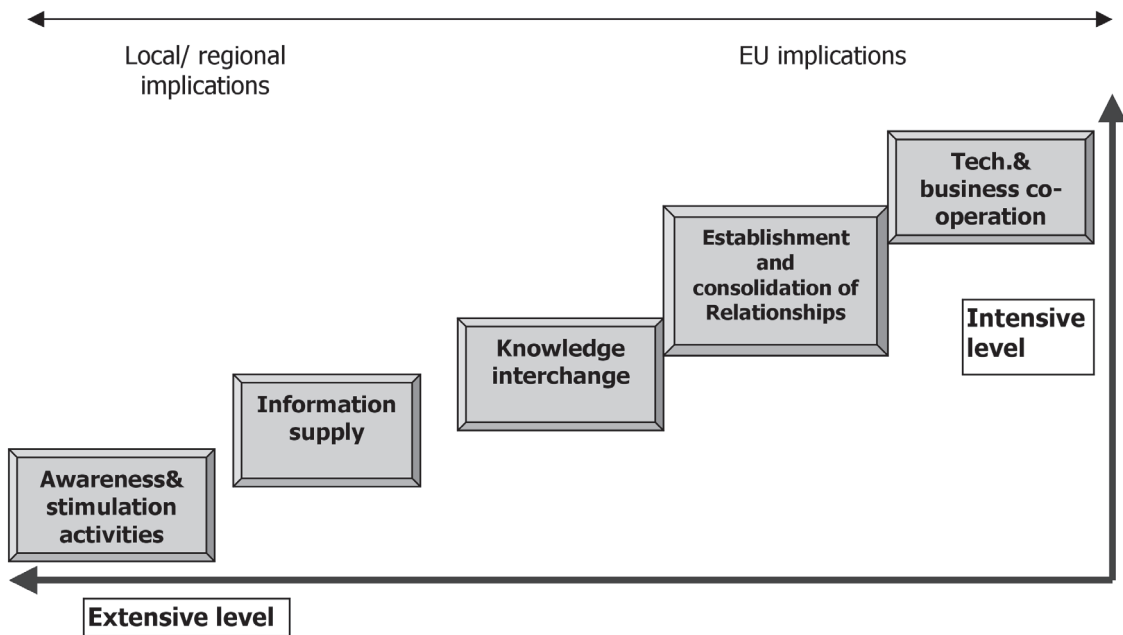 Local/ regional
implications
EU implications
Tech.&
business co-
operation
Establishment
and
consolidation of
Relationships
Intensive
level
Knowledge
interchange
Information
supply
Awareness&
stimulation
activities
Extensive level